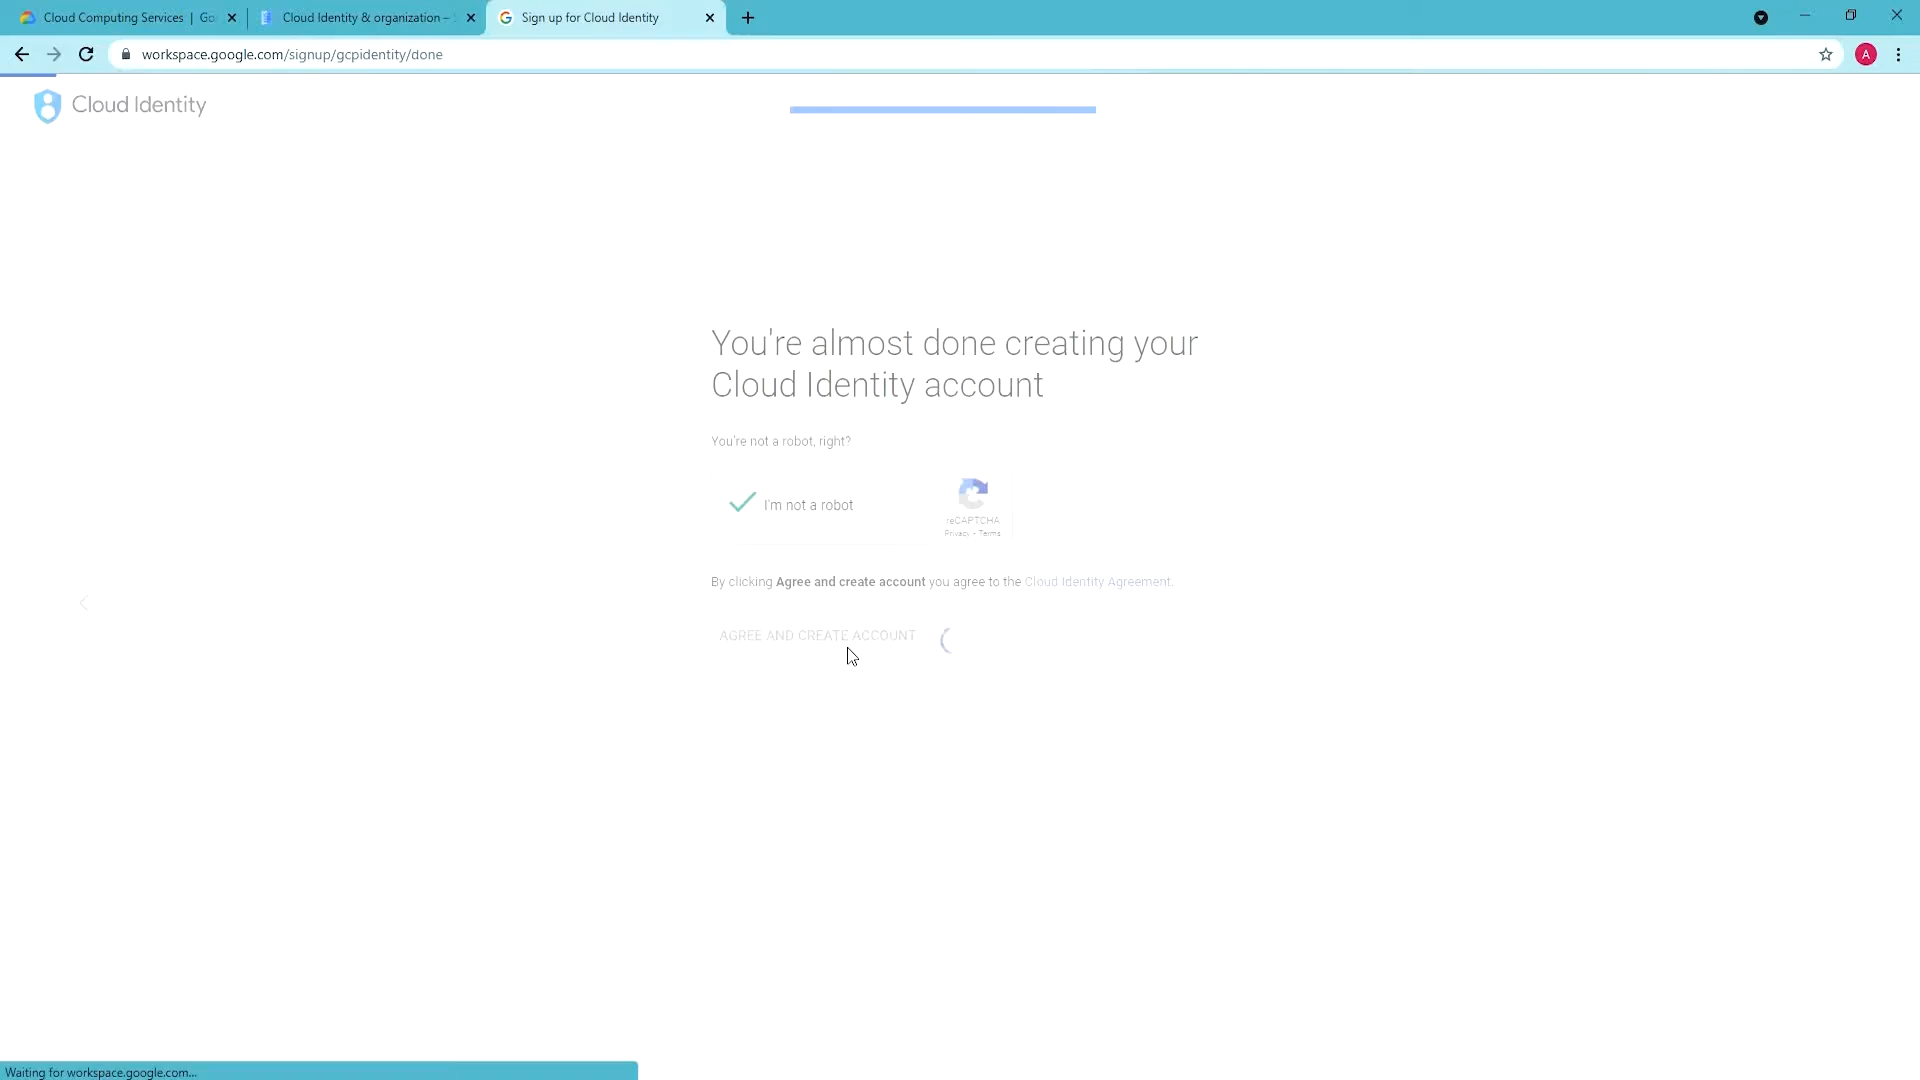 Cloud Computing Services | Go
Cloud Identity & organization –
Sign up for Cloud Identity
workspace.google.com/signup/gcpidentity/done
A
Cloud Identity
You're almost done creating your
Cloud Identity account
You're not a robot, right?
I'm not a robot
reCAPTCHA
Privacy - Terms
By clicking Agree and create account you agree to the Cloud Identity Agreement.
AGREE AND CREATE ACCOUNT
Waiting for workspace.google.com...